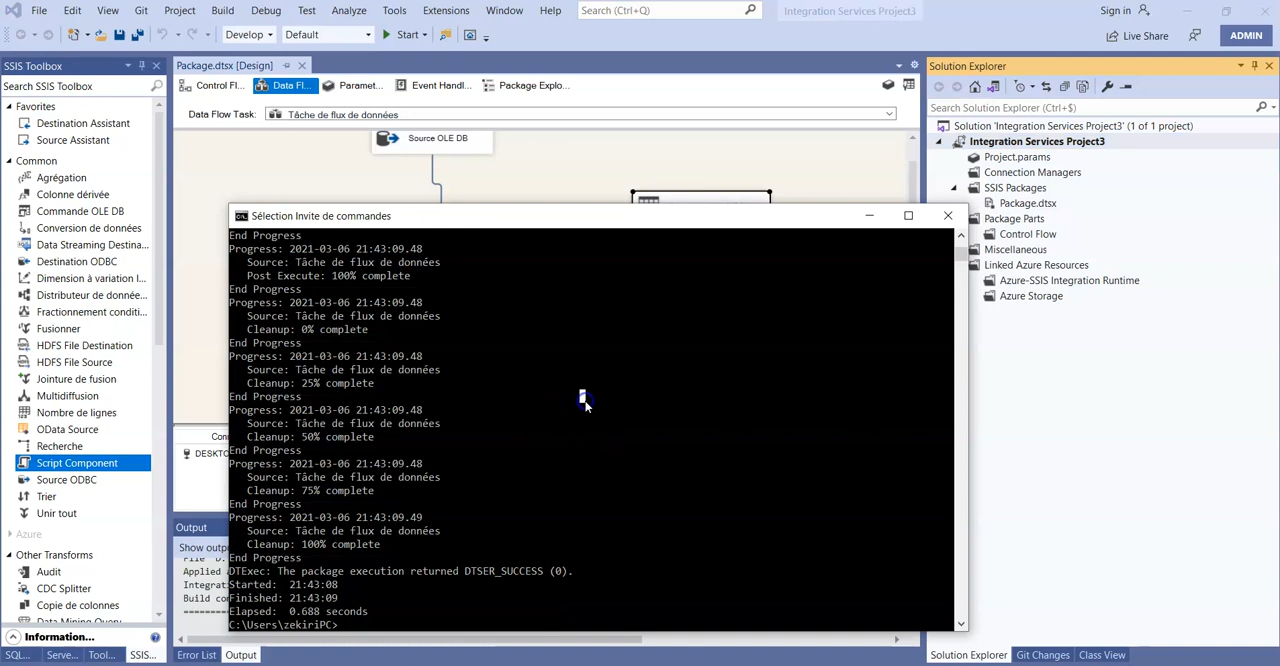 File Edit View Git Project Build Debug Test Analyze Tools Extensions Window Help Search (Ctrl+Q) Integration Services Project3 Sign in
Develop Default Start Live Share ADMIN
SSIS Toolbox
Search SSIS Toolbox
Favorites
Destination Assistant
Source Assistant
Common
Agrégation
Colonne dérivée
Commande OLE DB
Conversion de données
Data Streaming Destina...
Destination ODBC
Dimension à variation l...
Distributeur de donnée...
Fractionnement conditi...
Fusionner
HDFS File Destination
HDFS File Source
Jointure de fusion
Multidiffusion
Nombre de lignes
OData Source
Recherche
Script Component
Source ODBC
Trier
Unir tout
Azure
Other Transforms
Audit
CDC Splitter
Copie de colonnes
Data Mining Query
Information...
SQL... Serve... Tool... SSIS...
Package.dtsx [Design]
Control Fl... Data Fl... Paramet... Event Handl... Package Explo...
Data Flow Task: Tâche de flux de données
Source OLE DB
Sélection Invite de commandes
End Progress
Progress: 2021-03-06 21:43:09.48
Source: Tâche de flux de données
Post Execute: 100% complete
End Progress
Progress: 2021-03-06 21:43:09.48
Source: Tâche de flux de données
Cleanup: 0% complete
End Progress
Progress: 2021-03-06 21:43:09.48
Source: Tâche de flux de données
Cleanup: 25% complete
End Progress
Progress: 2021-03-06 21:43:09.48
Source: Tâche de flux de données
Cleanup: 50% complete
End Progress
Progress: 2021-03-06 21:43:09.48
Source: Tâche de flux de données
Cleanup: 75% complete
End Progress
Progress: 2021-03-06 21:43:09.49
Source: Tâche de flux de données
Cleanup: 100% complete
End Progress
DTExec: The package execution returned DTSER_SUCCESS (0).
Started: 21:43:08
Finished: 21:43:09
Elapsed: 0.688 seconds
C:\Users\zekiriPC>
Con
DESKTO
Output
Show outp
Applied
Integrat
Build com
Error List Output
Solution Explorer
Search Solution Explorer (Ctrl+$)
Solution 'Integration Services Project3' (1 of 1 project)
Integration Services Project3
Project.params
Connection Managers
SSIS Packages
Package.dtsx
Package Parts
Control Flow
Miscellaneous
Linked Azure Resources
Azure-SSIS Integration Runtime
Azure Storage
Solution Explorer Git Changes Class View